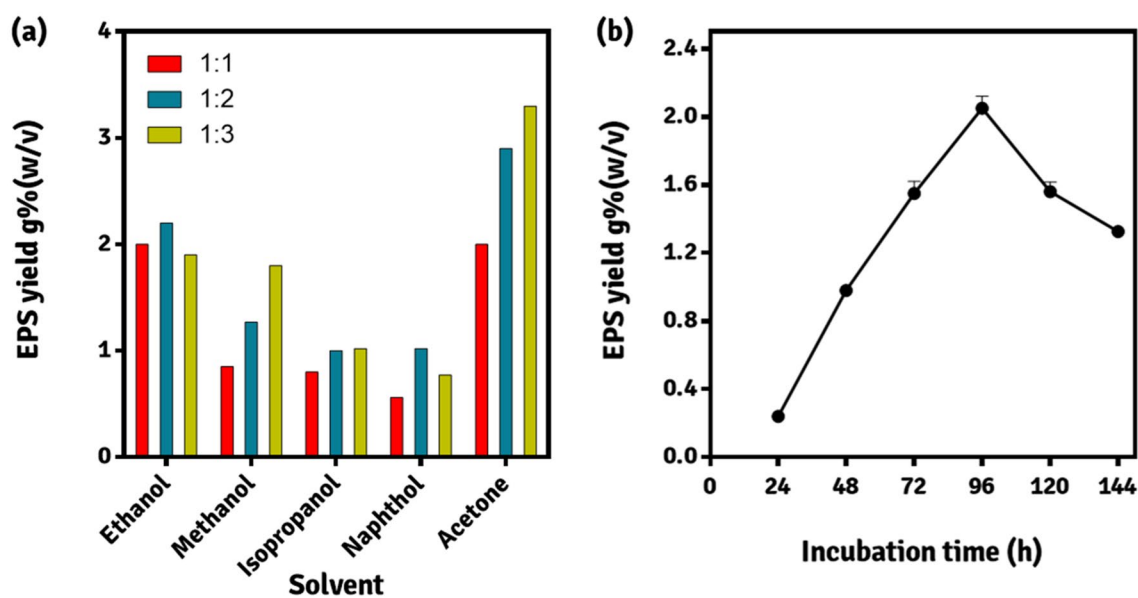 (a)
EPS yield g%(w/v)
4
3
2
1
0
1:1
1:2
1:3
Ethanol
Methanol
Isopropanol
Naphthol
Acetone
Solvent
(b)
EPS yield g%(w/v)
2.4
2.0
1.6
1.2
0.8
0.4
0.0
0 24 48 72 96 120 144
Incubation time (h)